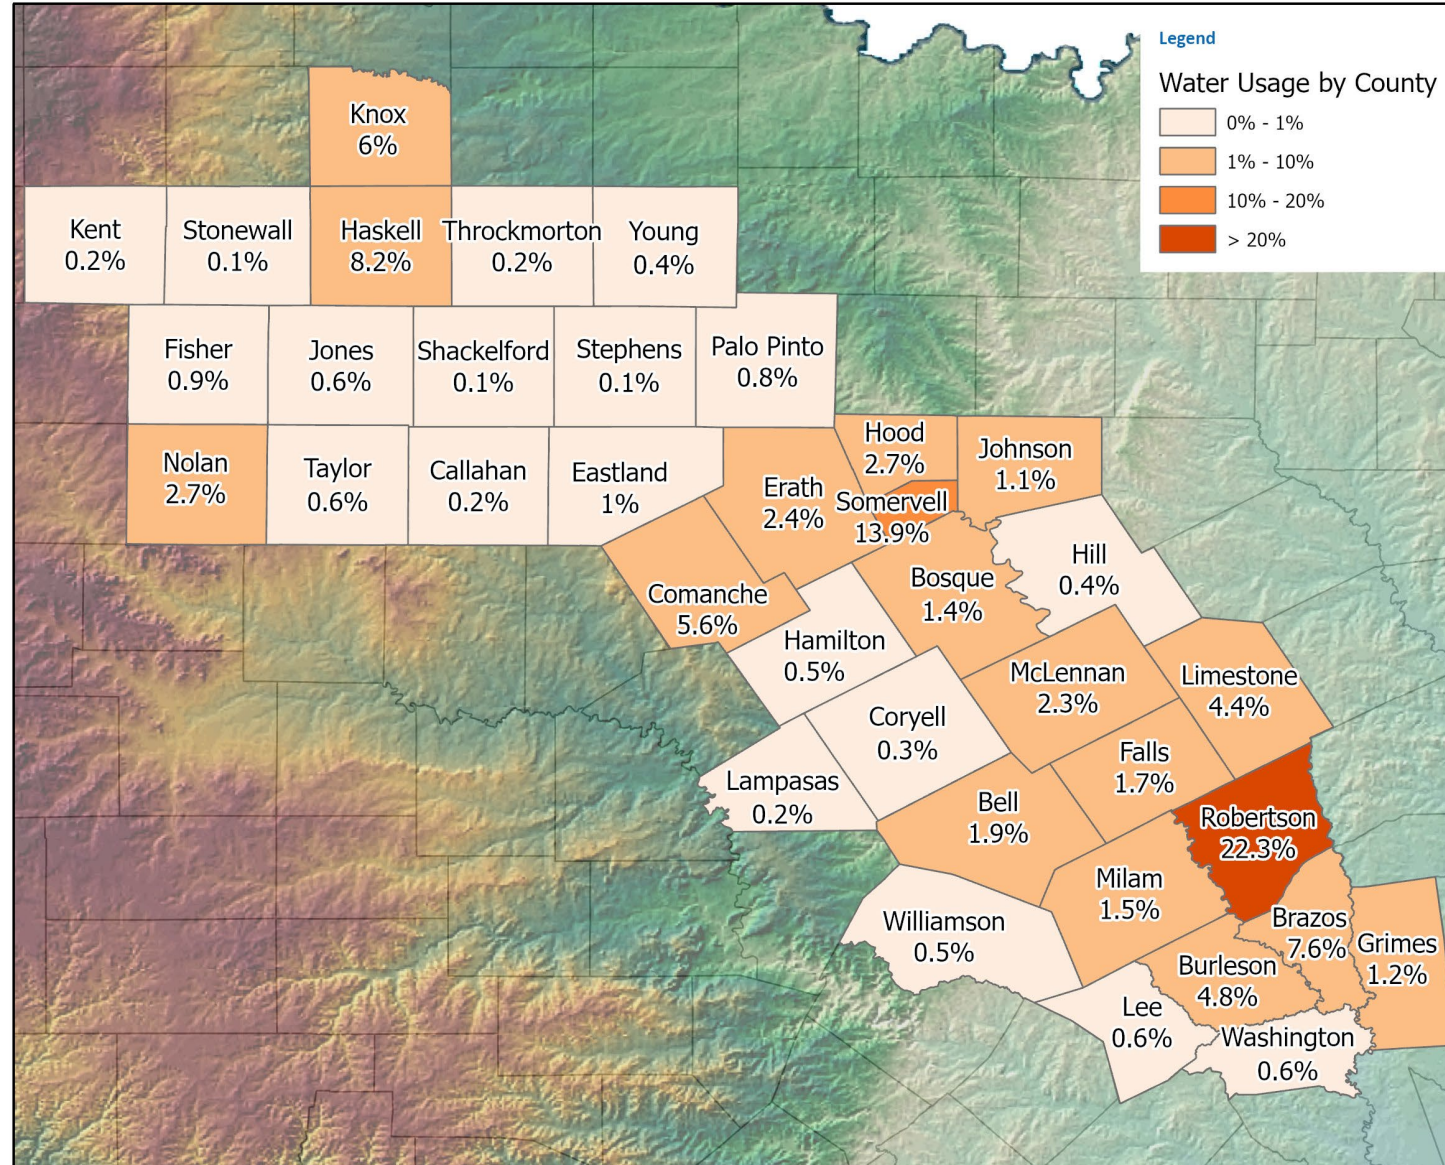 Legend
Water Usage by County
0% - 1%
1% - 10%
10% - 20%
> 20%
Knox
6%
Kent
0.2%
Stonewall
0.1%
Haskell
8.2%
Throckmorton
0.2%
Young
0.4%
Fisher
0.9%
Jones
0.6%
Shackelford
0.1%
Stephens
0.1%
Palo Pinto
0.8%
Nolan
2.7%
Taylor
0.6%
Callahan
0.2%
Eastland
1%
Erath
2.4%
Hood
2.7%
Johnson
1.1%
Somervell
13.9%
Comanche
5.6%
Bosque
1.4%
Hill
0.4%
Hamilton
0.5%
McLennan
2.3%
Limestone
4.4%
Coryell
0.3%
Falls
1.7%
Lampasas
0.2%
Bell
1.9%
Robertson
22.3%
Milam
1.5%
Williamson
0.5%
Brazos
7.6%
Grimes
1.2%
Burleson
4.8%
Lee
0.6%
Washington
0.6%